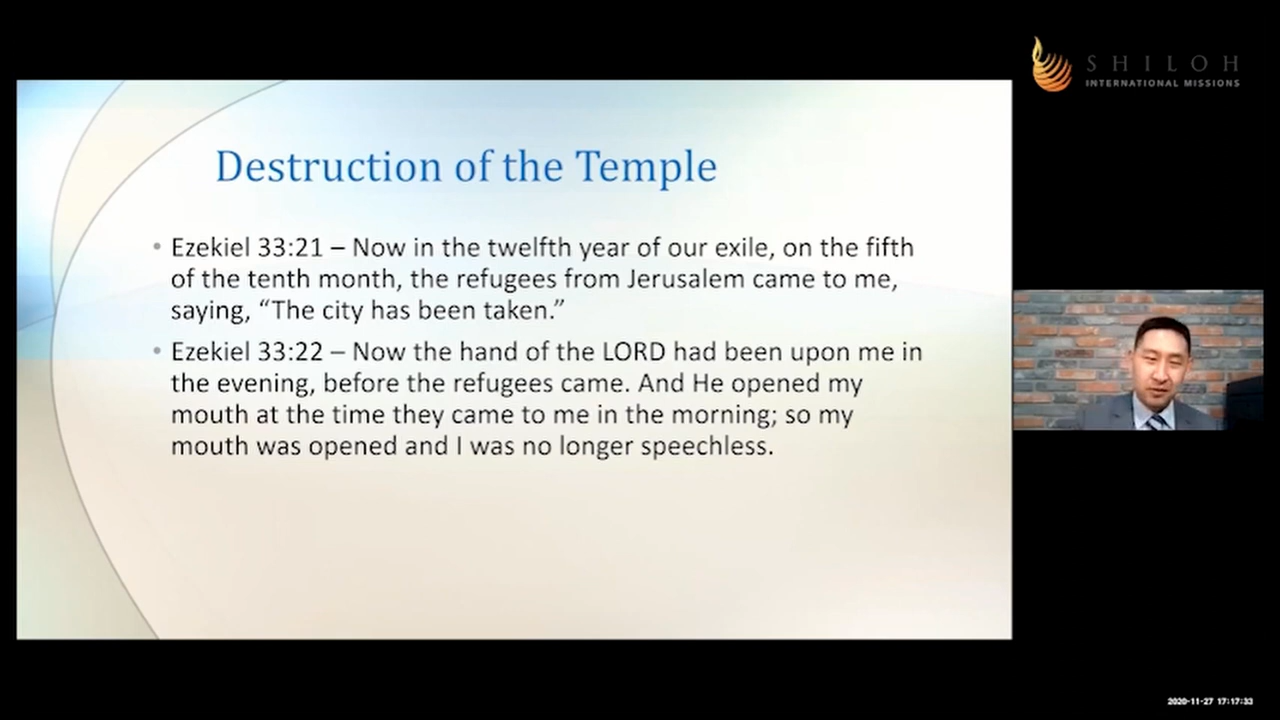 SHILOH
INTERNATIONAL MISSIONS
Destruction of the Temple
• Ezekiel 33:21 – Now in the twelfth year of our exile, on the fifth
of the tenth month, the refugees from Jerusalem came to me,
saying, “The city has been taken.”
• Ezekiel 33:22 – Now the hand of the LORD had been upon me in
the evening, before the refugees came. And He opened my
mouth at the time they came to me in the morning; so my
mouth was opened and I was no longer speechless.
2020-11-27 17:17:33